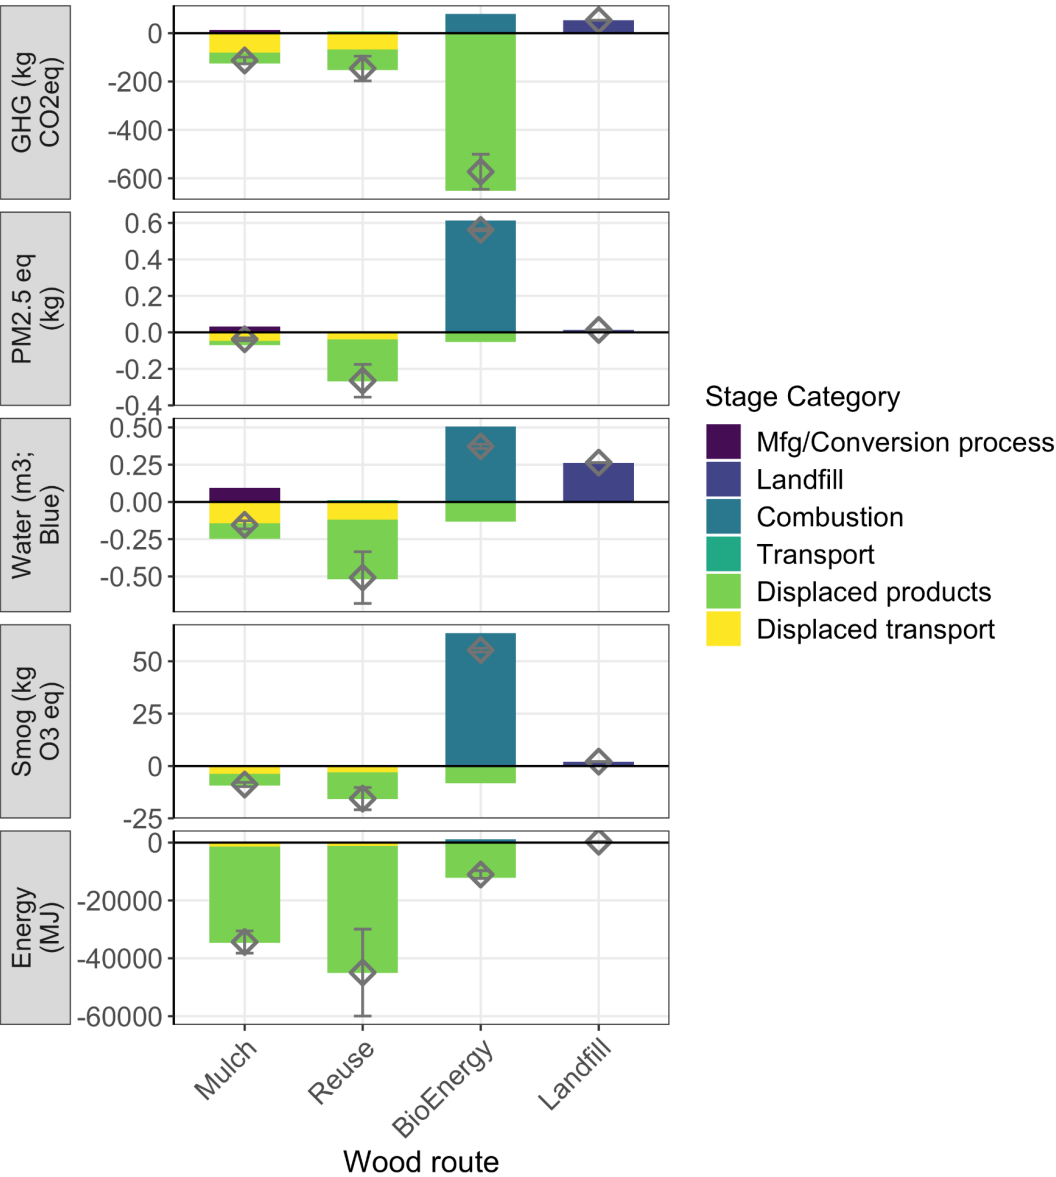 GHG (kg
CO2eq)
0
-200
-400
-600
PM2.5 eq
(kg)
0.6
0.4
0.2
0.0
-0.2
-0.4
Water (m3;
Blue)
0.50
0.25
0.00
-0.25
-0.50
Smog (kg
O3 eq)
50
25
0
-25
Energy
(MJ)
0
-20000
-40000
-60000
Mulch
Reuse
BioEnergy
Landfill
Wood route
Stage Category
Mfg/Conversion process
Landfill
Combustion
Transport
Displaced products
Displaced transport